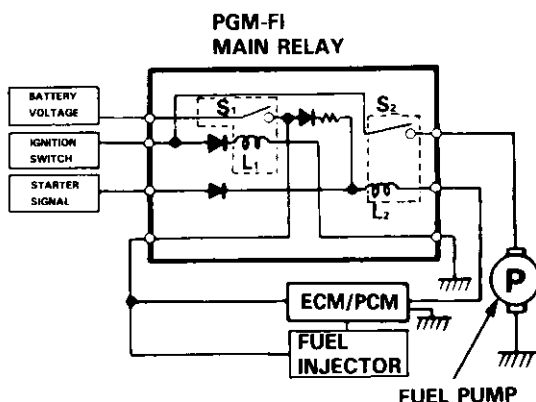 PGM-FI
MAIN RELAY
BATTERY
VOLTAGE
IGNITION
SWITCH
STARTER
SIGNAL
S1
L1
S2
L2
ECM/PCM
FUEL
INJECTOR
P
FUEL PUMP